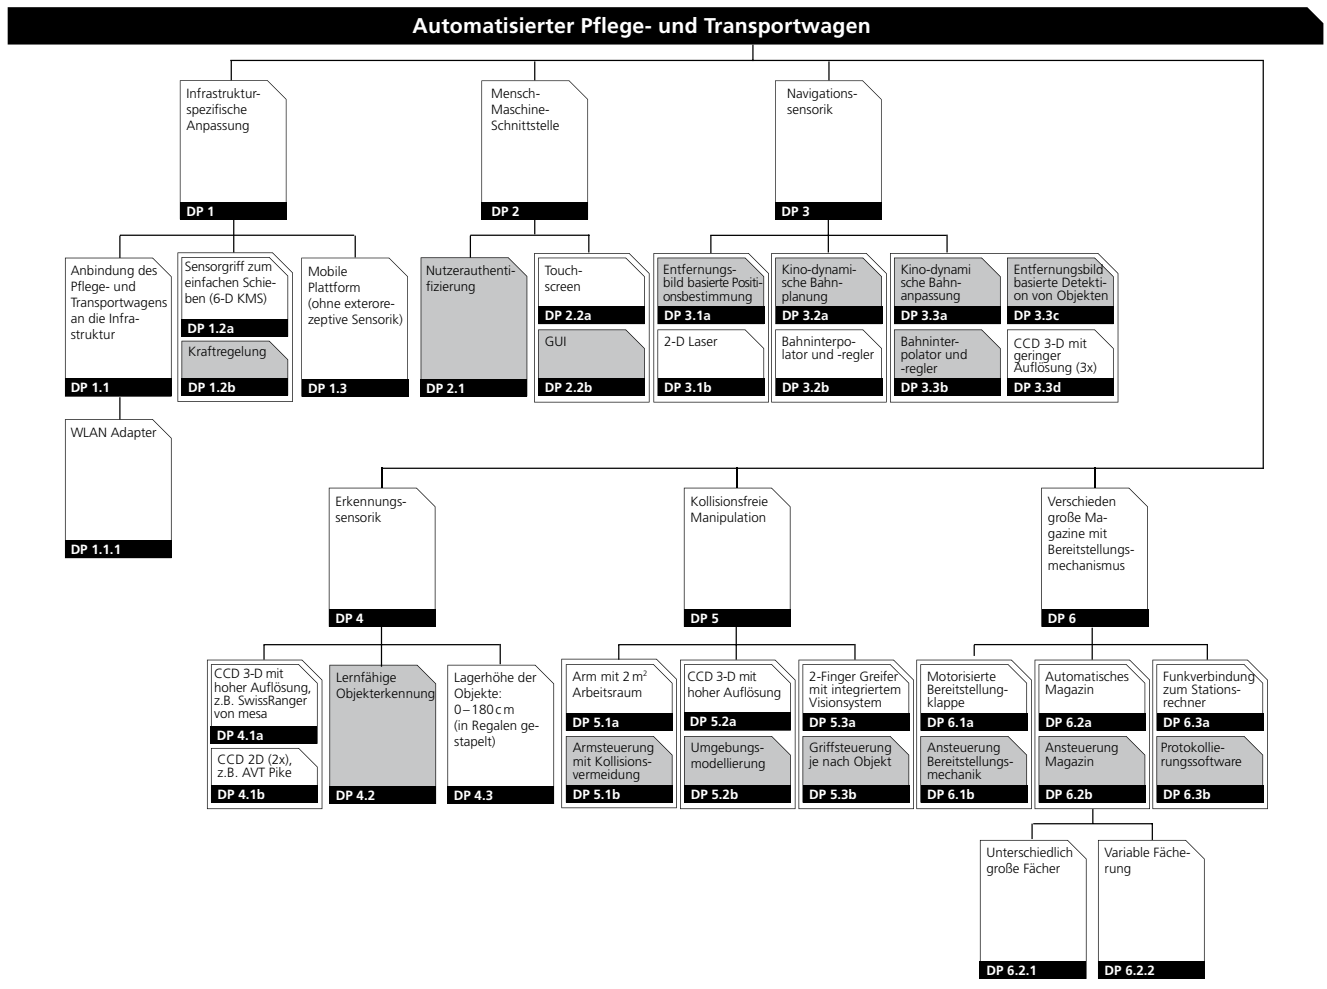 Automatisierter Pflege- und Transportwagen
Infrastruktur-
spezifische
Anpassung
DP 1
Mensch-
Maschine-
Schnittstelle
DP 2
Navigations-
sensorik
DP 3
Anbindung des
Pflege- und
Transportwagens
an die Infra-
struktur
DP 1.1
Sensorgriff zum
einfachen Schie-
ben (6-D KMS)
DP 1.2a
Kraftregelung
DP 1.2b
Mobile
Plattform
(ohne exterore-
zeptive Sensorik)
DP 1.3
Nutzerauthenti-
fizierung
DP 2.1
Touch-
screen
DP 2.2a
GUI
DP 2.2b
Entfernungs-
bild basierte Positi-
onsbestimmung
DP 3.1a
2-D Laser
DP 3.1b
Kino-dynami-
sche Bahn-
planung
DP 3.2a
Bahninterpo-
lator und -regler
DP 3.2b
Kino-dynami
sche Bahn-
anpassung
DP 3.3a
Bahninter-
polator und
-regler
DP 3.3b
Entfernungsbild
basierte Detekti-
on von Objekten
DP 3.3c
CCD 3-D mit
geringer
Auflösung (3x)
DP 3.3d
WLAN Adapter
DP 1.1.1
Erkennungs-
sensorik
DP 4
Kollisionsfreie
Manipulation
DP 5
Verschieden
große Ma-
gazine mit
Bereitstellungs-
mechanismus
DP 6
CCD 3-D mit
hoher Auflösung,
z.B. SwissRanger
von mesa
DP 4.1a
CCD 2D (2x),
z.B. AVT Pike
DP 4.1b
Lernfähige
Objekterkennung
DP 4.2
Lagerhöhe der
Objekte:
0–180cm
(in Regalen ge-
stapelt)
DP 4.3
Arm mit 2 m²
Arbeitsraum
DP 5.1a
Armsteuerung
mit Kollisions-
vermeidung
DP 5.1b
CCD 3-D mit
hoher Auflösung
DP 5.2a
Umgebungs-
modellierung
DP 5.2b
2-Finger Greifer
mit integriertem
Visionsystem
DP 5.3a
Griffsteuerung
je nach Objekt
DP 5.3b
Motorisierte
Bereitstellung-
klappe
DP 6.1a
Ansteuerung
Bereitstellungs-
mechanik
DP 6.1b
Automatisches
Magazin
DP 6.2a
Ansteuerung
Magazin
DP 6.2b
Funkverbindung
zum Stations-
rechner
DP 6.3a
Protokollie-
rungssoftware
DP 6.3b
Unterschiedlich
große Fächer
DP 6.2.1
Variable Fäche-
rung
DP 6.2.2